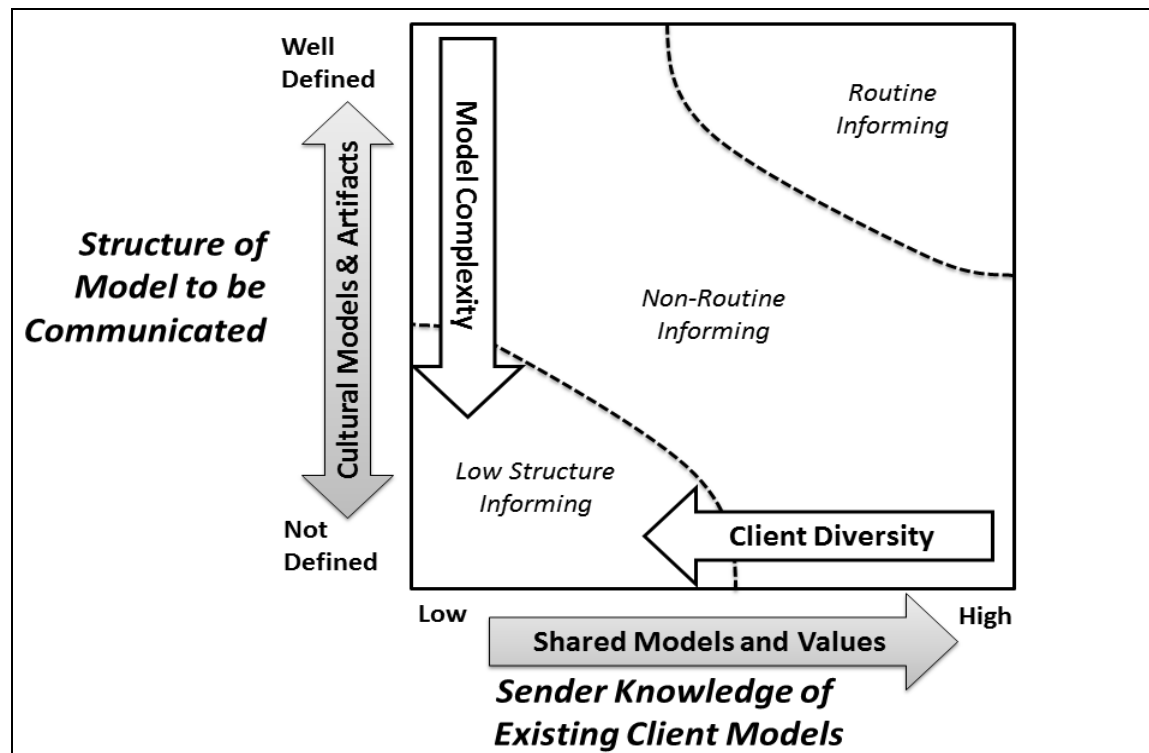 Well
Defined
Cultural Models & Artifacts
Structure of
Model to be
Communicated
Not
Defined
Model Complexity
Routine
Informing
Non-Routine
Informing
Low Structure
Informing
Client Diversity
Low
High
Shared Models and Values
Sender Knowledge of
Existing Client Models